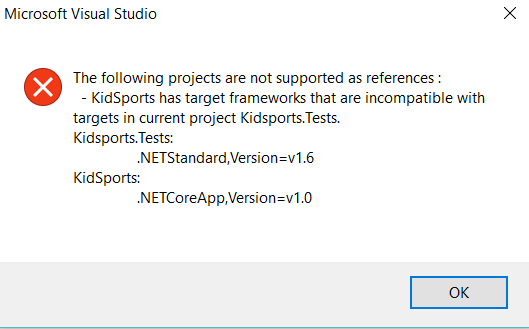 Microsoft Visual Studio
The following projects are not supported as references :
- KidSports has target frameworks that are incompatible with
targets in current project Kidsports.Tests.
Kidsports.Tests:
.NETStandard,Version=v1.6
KidSports:
.NETCoreApp,Version=v1.0
OK